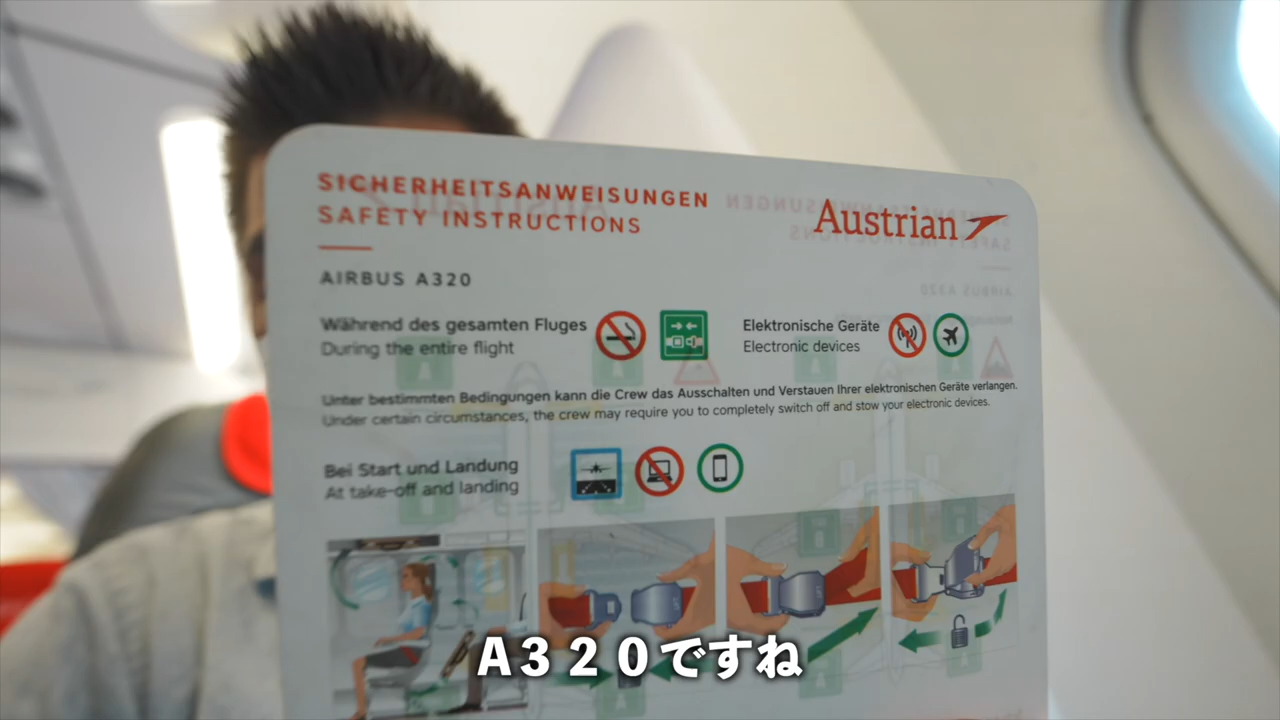 SICHERHEITSANWEISUNGEN
SAFETY INSTRUCTIONS
Austrian
AIRBUS A320
Während des gesamten Fluges
During the entire flight
Elektronische Geräte
Electronic devices
Unter bestimmten Bedingungen kann die Crew das Ausschalten und Verstauen Ihrer elektronischen Geräte verlangen.
Under certain circumstances, the crew may require you to completely switch off and stow your electronic devices.
Bei Start und Landung
At take-off and landing
A320ですね